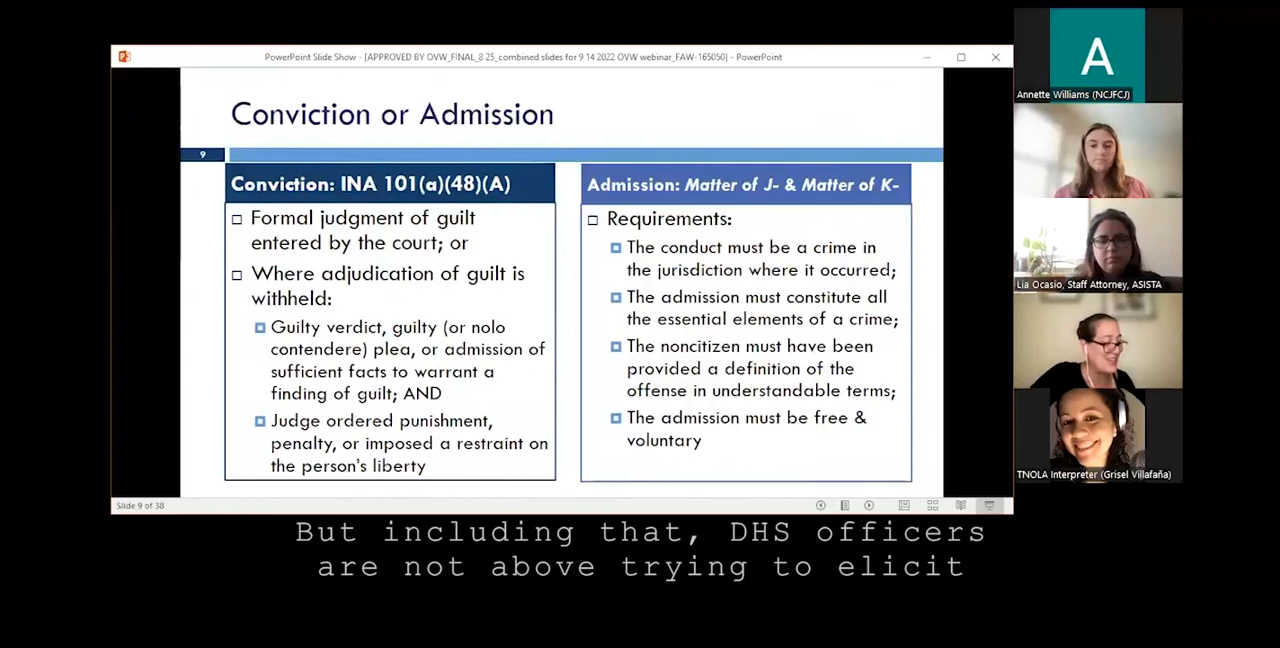 PowerPoint Slide Show - [APPROVED BY OVW_FINAL_8 25_combined slides for 9 14 2022 OVW webinar_FAW-165050] - PowerPoint
Conviction or Admission
9
Conviction: INA 101(a)(48)(A)
Formal judgment of guilt
entered by the court; or
Where adjudication of guilt is
withheld:
Guilty verdict, guilty (or nolo
contendere) plea, or admission of
sufficient facts to warrant a
finding of guilt; AND
Judge ordered punishment,
penalty, or imposed a restraint on
the person's liberty
Admission: Matter of J- & Matter of K-
Requirements:
The conduct must be a crime in
the jurisdiction where it occurred;
The admission must constitute all
the essential elements of a crime;
The noncitizen must have been
provided a definition of the
offense in understandable terms;
The admission must be free &
voluntary
Slide 9 of 38
A
Annette Williams (NCJFCJ)
Lia Ocasio, Staff Attorney, ASISTA
TNOLA Interpreter (Grisel Villafaña)
But including that, DHS officers
are not above trying to elicit